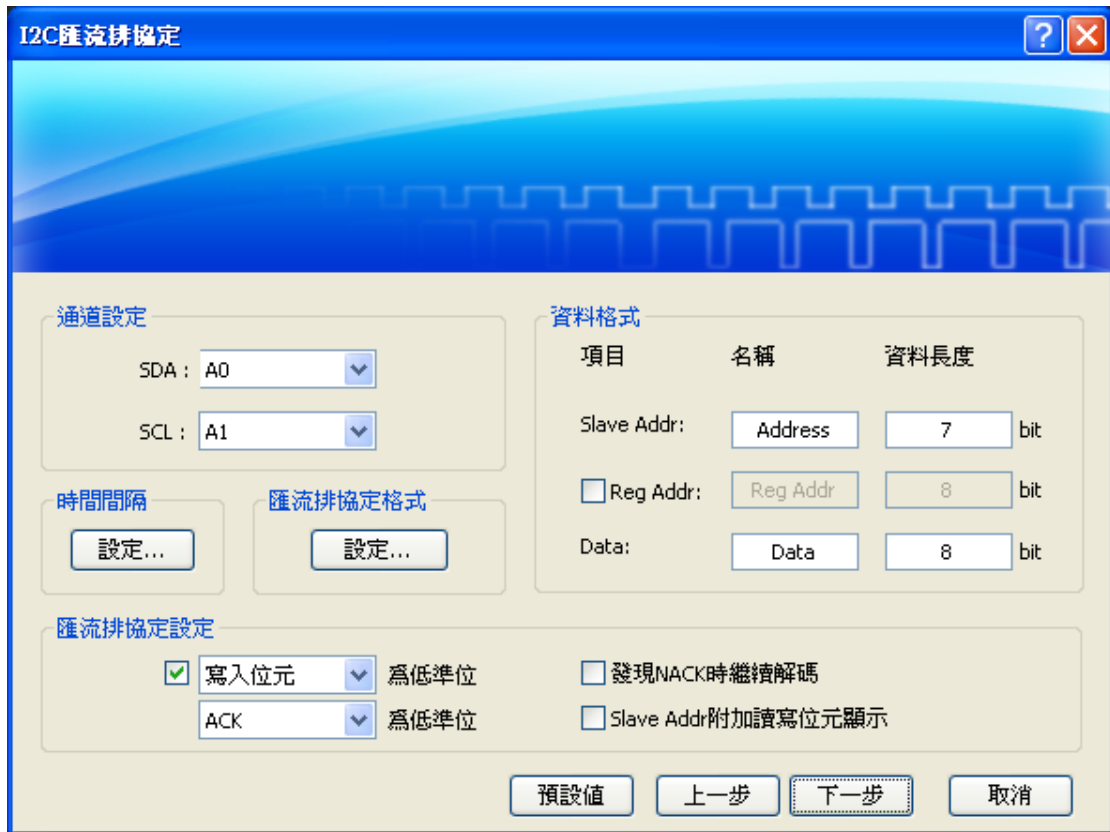 I2C匯流排協定
通道設定
SDA : A0
SCL : A1
時間間隔
設定...
匯流排協定格式
設定...
資料格式
項目 名稱 資料長度
Slave Addr: Address 7 bit
Reg Addr: Reg Addr 8 bit
Data: Data 8 bit
匯流排協定設定
寫入位元 爲低準位
ACK 爲低準位
發現NACK時繼續解碼
Slave Addr附加讀寫位元顯示
預設値 上一步 下一步 取消